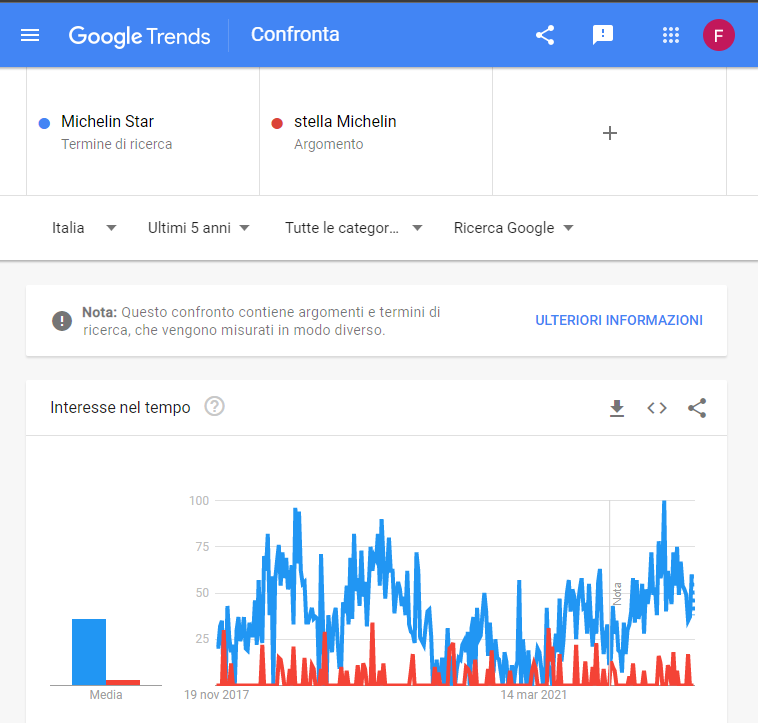 Google Trends Confronta F
Michelin Star
Termine di ricerca
stella Michelin
Argomento
Italia Ultimi 5 anni Tutte le categor... Ricerca Google
Nota: Questo confronto contiene argomenti e termini di
ricerca, che vengono misurati in modo diverso.
ULTERIORI INFORMAZIONI
Interesse nel tempo ?
100
75
50
25
Nota
Media
19 nov 2017 14 mar 2021